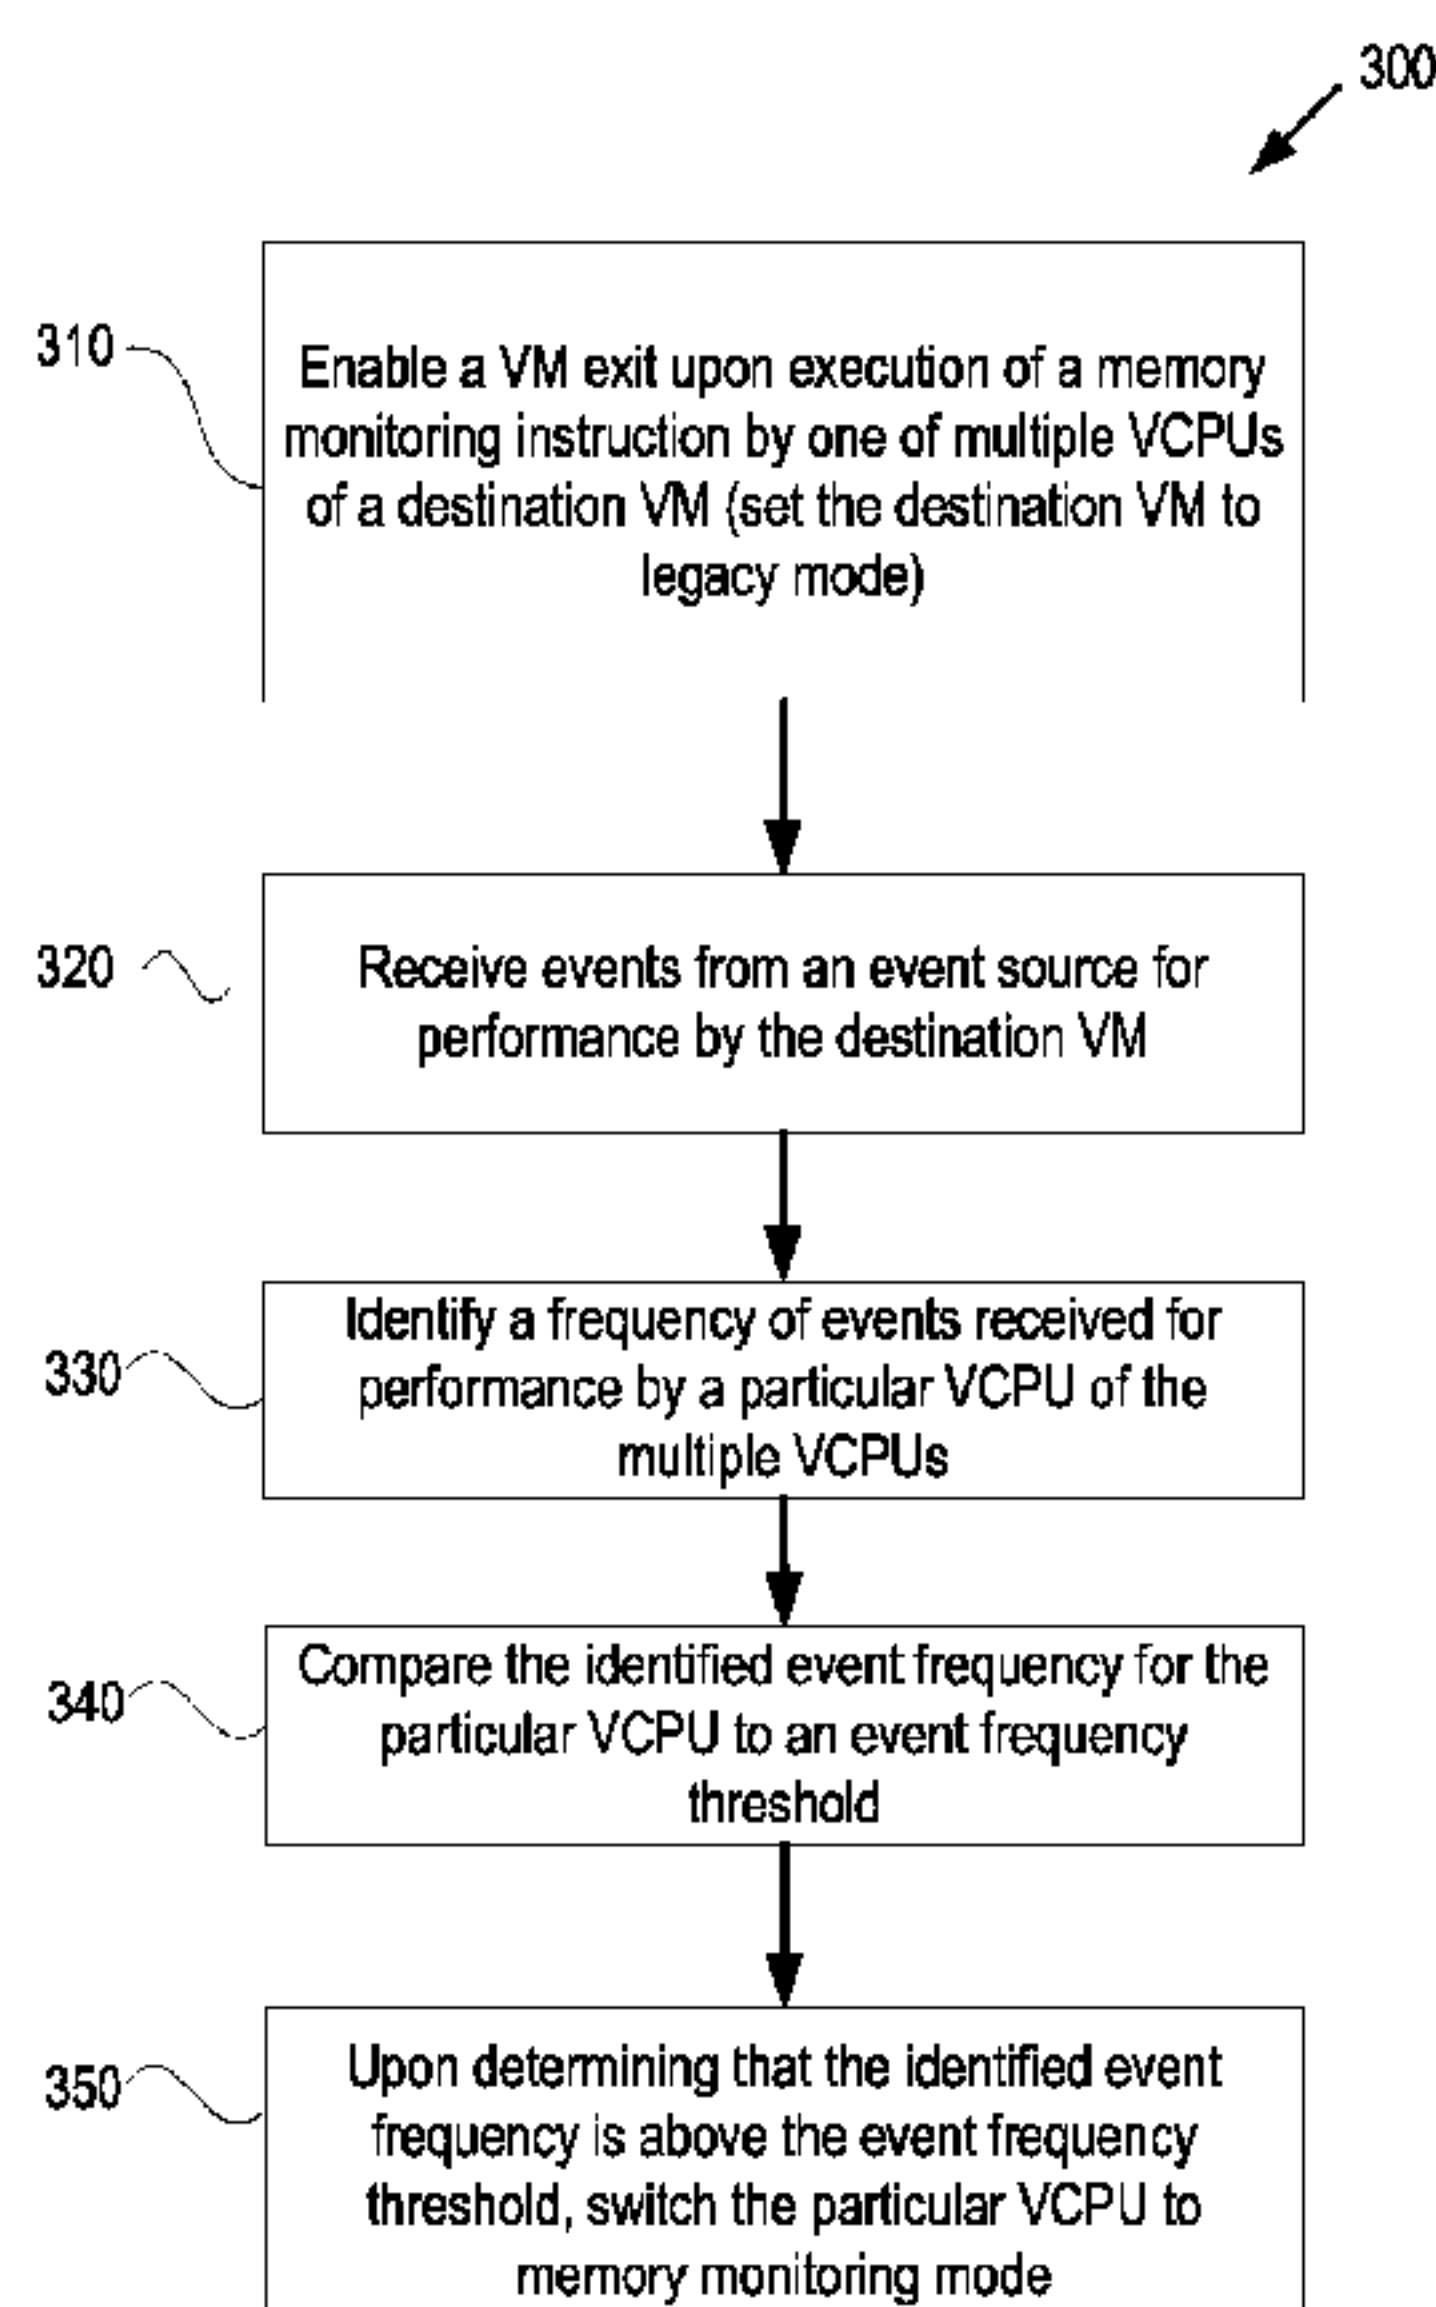 300
310
Enable a VM exit upon execution of a memory
monitoring instruction by one of multiple VCPUs
of a destination VM (set the destination VM to
legacy mode)
320
Receive events from an event source for
performance by the destination VM
330
Identify a frequency of events received for
performance by a particular VCPU of the
multiple VCPUs
340
Compare the identified event frequency for the
particular VCPU to an event frequency
threshold
350
Upon determining that the identified event
frequency is above the event frequency
threshold, switch the particular VCPU to
memory monitoring mode